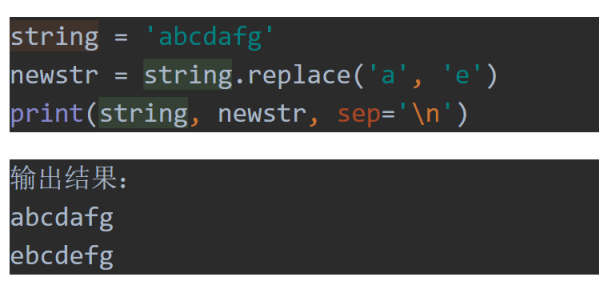 string = 'abcdafg'
newstr = string.replace('a', 'e')
print(string, newstr, sep='\n')
输出结果：
abcdafg
ebcdefg